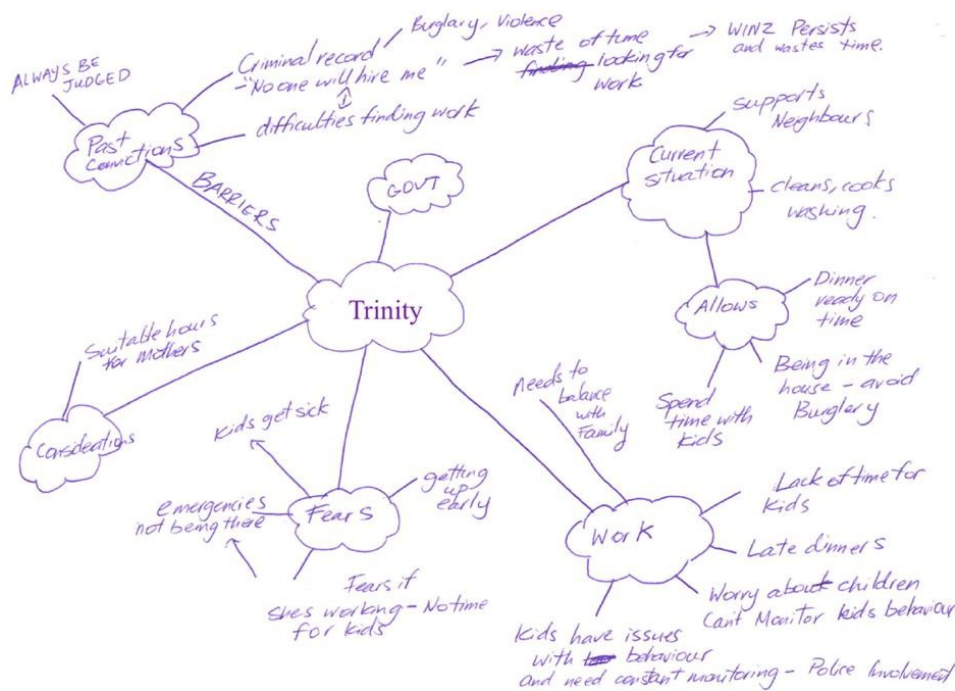 ALWAYS BE
JUDGED
Past
Convictions
Criminal record
Burglary, Violence
-"No one will hire me"
difficulties finding work
waste of time
finding looking for
work
WINZ Persists
and wastes time.
BARRIERS
GOVT
Current
situation
supports
Neighbours
cleans, cooks
washing.
Allows
Dinner
ready on
time
Being in the
house - avoid
Burglery
Spend
time with
kids
Trinity
Suitable hours
for mothers
Considerations
Kids get sick
emergencies
not being there
Fears
getting
up
early
Fears if
shes working - No time
for kids
Needs to
balance
with
Family
Work
Lack of time for
Kids
Late dinners
Worry about children
Can't Monitor kids behaviour
Kids have issues
with behaviour
and need constant monitoring - Police Involvement